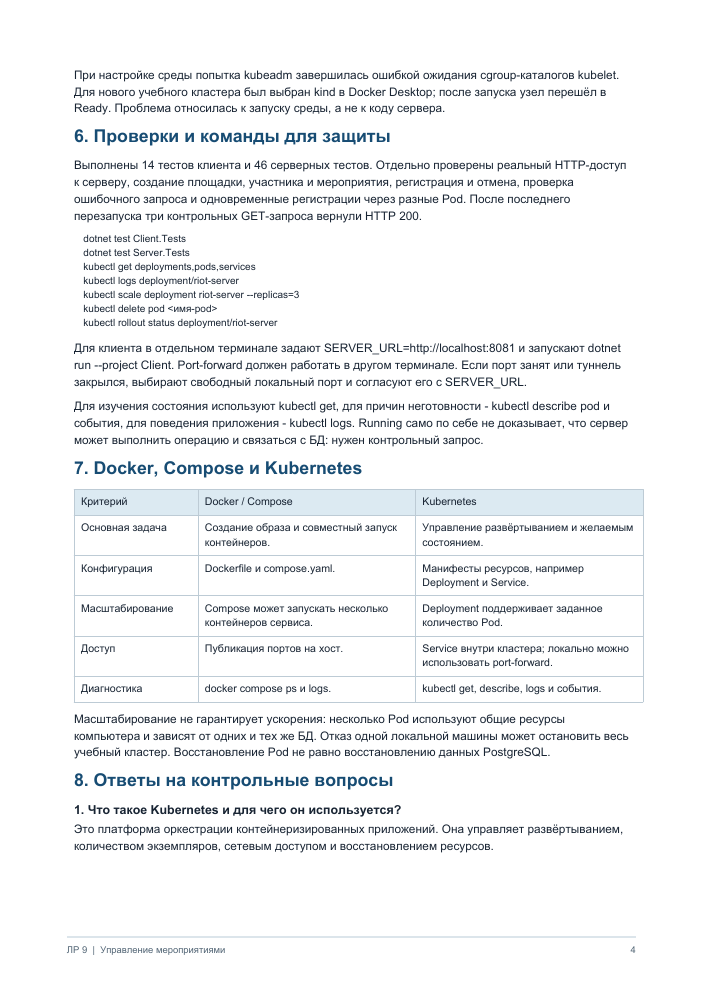 При настройке среды попытка kubeadm завершилась ошибкой ожидания cgroup-каталогов kubelet.
Для нового учебного кластера был выбран kind в Docker Desktop; после запуска узел перешёл в
Ready. Проблема относилась к запуску среды, а не к коду сервера.
6. Проверки и команды для защиты
Выполнены 14 тестов клиента и 46 серверных тестов. Отдельно проверены реальный HTTP-доступ
к серверу, создание площадки, участника и мероприятия, регистрация и отмена, проверка
ошибочного запроса и одновременные регистрации через разные Pod. После последнего
перезапуска три контрольных GET-запроса вернули HTTP 200.
dotnet test Client.Tests
dotnet test Server.Tests
kubectl get deployments,pods,services
kubectl logs deployment/riot-server
kubectl scale deployment riot-server --replicas=3
kubectl delete pod <имя-pod>
kubectl rollout status deployment/riot-server
Для клиента в отдельном терминале задают SERVER_URL=http://localhost:8081 и запускают dotnet
run --project Client. Port-forward должен работать в другом терминале. Если порт занят или туннель
закрылся, выбирают свободный локальный порт и согласуют его с SERVER_URL.
Для изучения состояния используют kubectl get, для причин неготовности - kubectl describe pod и
события, для поведения приложения - kubectl logs. Running само по себе не доказывает, что сервер
может выполнить операцию и связаться с БД: нужен контрольный запрос.
7. Docker, Compose и Kubernetes
Критерий Docker / Compose Kubernetes
Основная задача Создание образа и совместный запуск Управление развёртыванием и желаемым
контейнеров. состоянием.
Конфигурация Dockerfile и compose.yaml. Манифесты ресурсов, например
Deployment и Service.
Масштабирование Compose может запускать несколько Deployment поддерживает заданное
контейнеров сервиса. количество Pod.
Доступ Публикация портов на хост. Service внутри кластера; локально можно
использовать port-forward.
Диагностика docker compose ps и logs. kubectl get, describe, logs и события.
Масштабирование не гарантирует ускорения: несколько Pod используют общие ресурсы
компьютера и зависят от одних и тех же БД. Отказ одной локальной машины может остановить весь
учебный кластер. Восстановление Pod не равно восстановлению данных PostgreSQL.
8. Ответы на контрольные вопросы
1. Что такое Kubernetes и для чего он используется?
Это платформа оркестрации контейнеризированных приложений. Она управляет развёртыванием,
количеством экземпляров, сетевым доступом и восстановлением ресурсов.
ЛР 9 | Управление мероприятиями 4